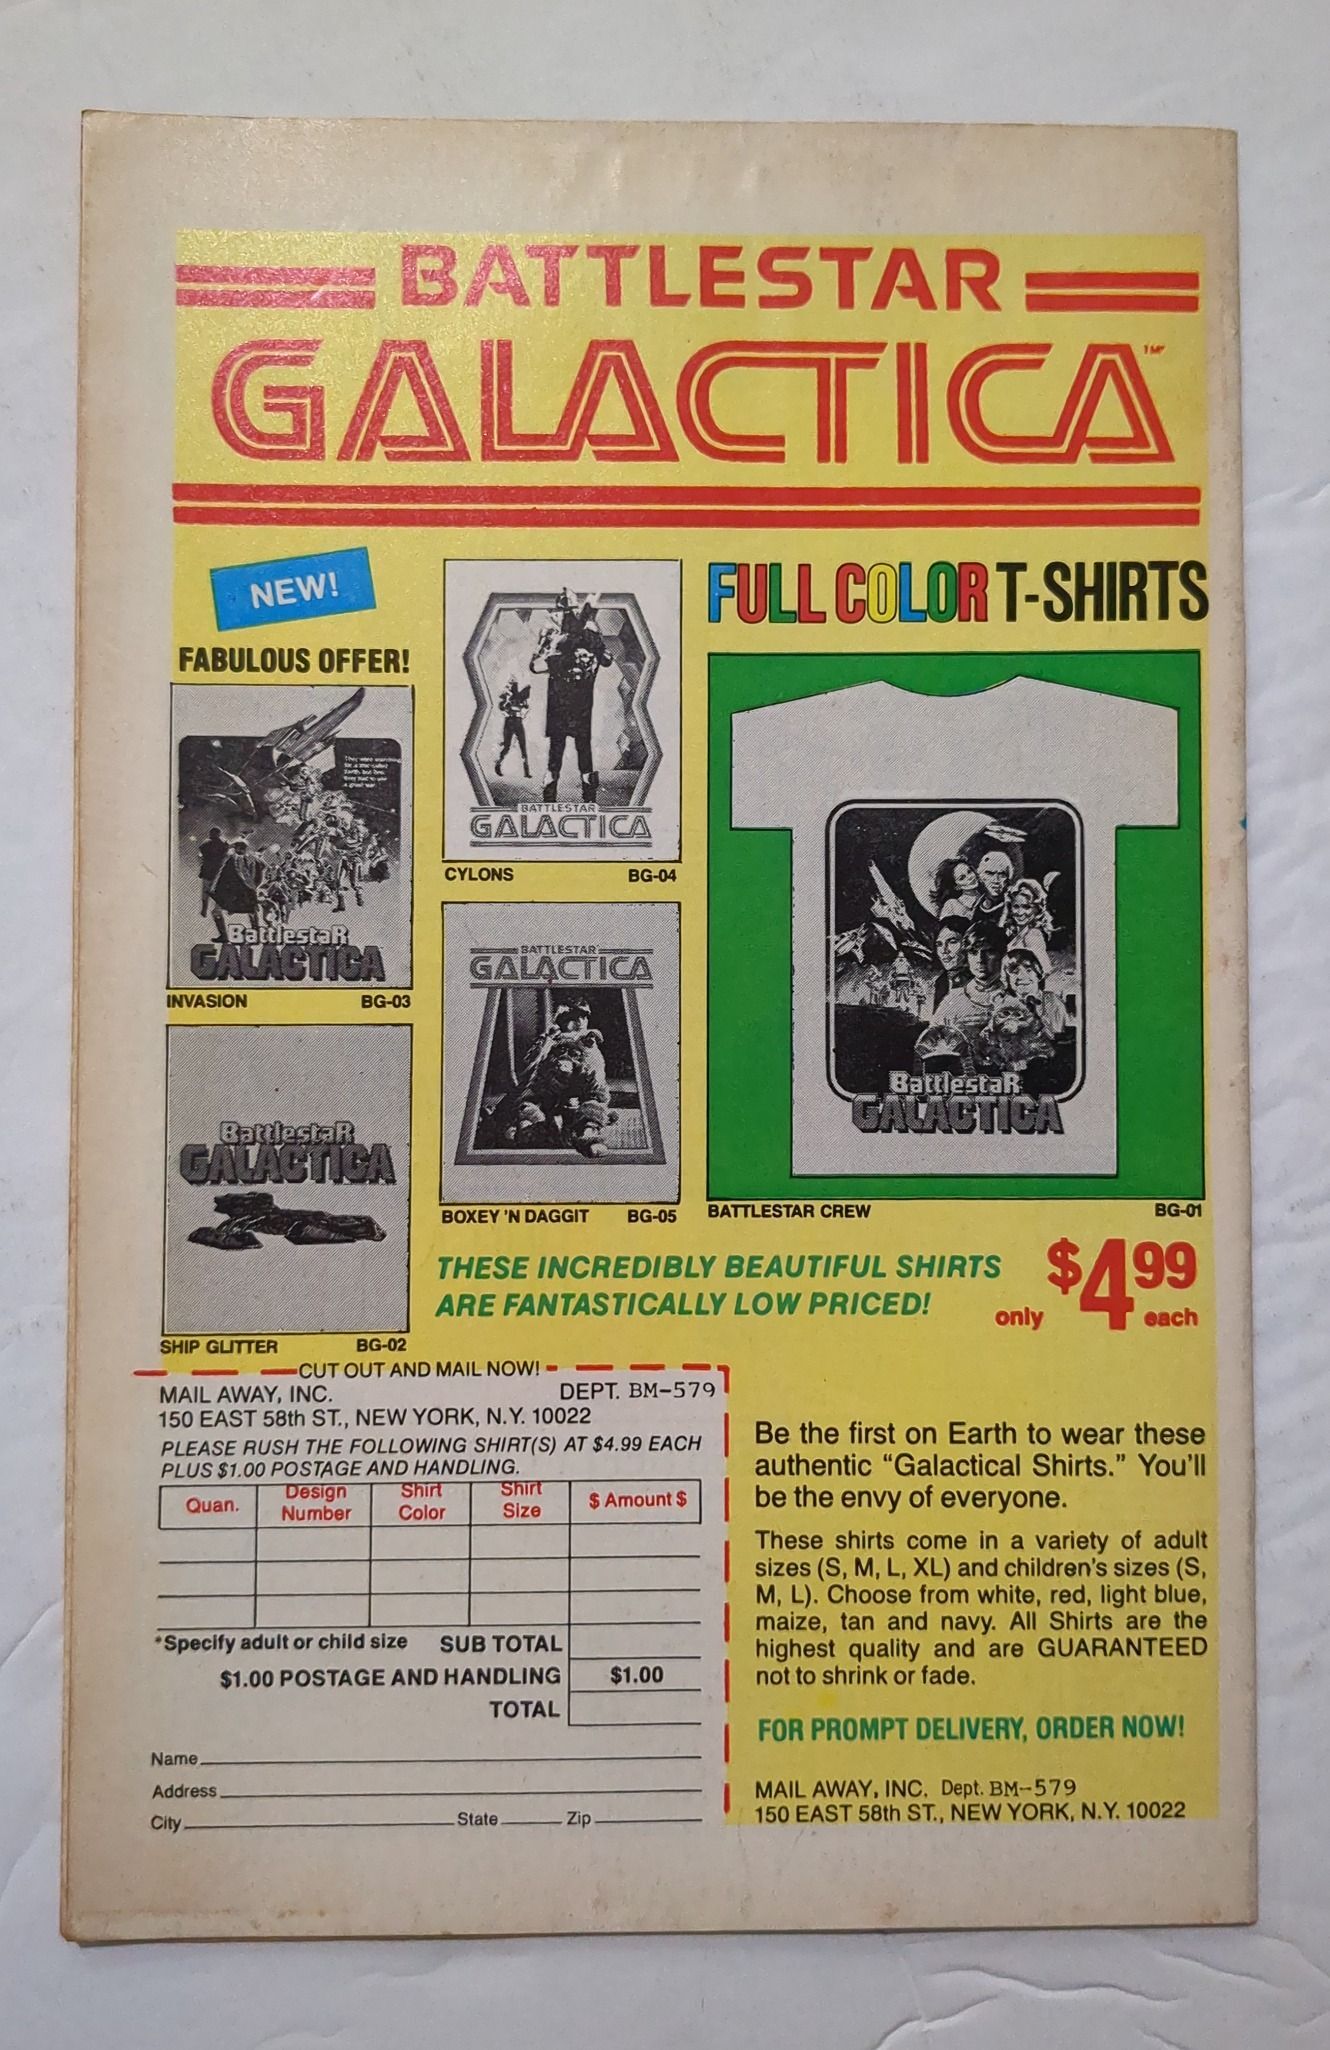 BATTLESTAR
GALACTICA™
NEW!
FABULOUS OFFER!
FULL COLOR T-SHIRTS
BATTLESTAR
GALACTICA
CYLONS BG-04
Battlestar
GALACTICA
INVASION BG-03
BATTLESTAR
GALACTICA
BOXEY 'N DAGGIT BG-05
Battlestar
GALACTICA
BATTLESTAR CREW BG-01
Battlestar
GALACTICA
SHIP GLITTER BG-02
THESE INCREDIBLY BEAUTIFUL SHIRTS
ARE FANTASTICALLY LOW PRICED!
only $4.99 each
CUT OUT AND MAIL NOW!
MAIL AWAY, INC. DEPT. BM-579
150 EAST 58th ST., NEW YORK, N.Y. 10022
PLEASE RUSH THE FOLLOWING SHIRT(S) AT $4.99 EACH
PLUS $1.00 POSTAGE AND HANDLING.
Quan. Design Number Shirt Color Shirt Size $ Amount $
*Specify adult or child size SUB TOTAL
$1.00 POSTAGE AND HANDLING $1.00
TOTAL
Name
Address
City State Zip
Be the first on Earth to wear these
authentic "Galactical Shirts." You'll
be the envy of everyone.
These shirts come in a variety of adult
sizes (S, M, L, XL) and children's sizes (S,
M, L). Choose from white, red, light blue,
maize, tan and navy. All Shirts are the
highest quality and are GUARANTEED
not to shrink or fade.
FOR PROMPT DELIVERY, ORDER NOW!
MAIL AWAY, INC. Dept. BM-579
150 EAST 58th ST., NEW YORK, N.Y. 10022